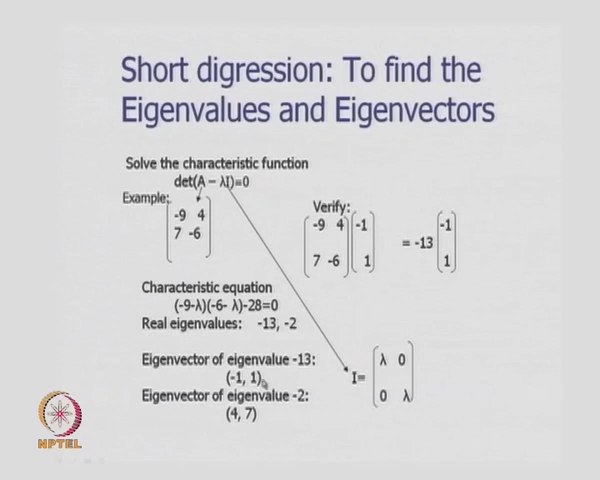 Short digression: To find the
Eigenvalues and Eigenvectors
Solve the characteristic function
det(A – λI)=0
Example:
-9 4
7 -6
Verify:
-9 4 -1
= -13 -1
7 -6 1
1
Characteristic equation
(-9-λ)(-6- λ)-28=0
Real eigenvalues: -13, -2
Eigenvector of eigenvalue -13:
(-1, 1)
Eigenvector of eigenvalue -2:
(4, 7)
I= λ 0
0 λ
NPTEL